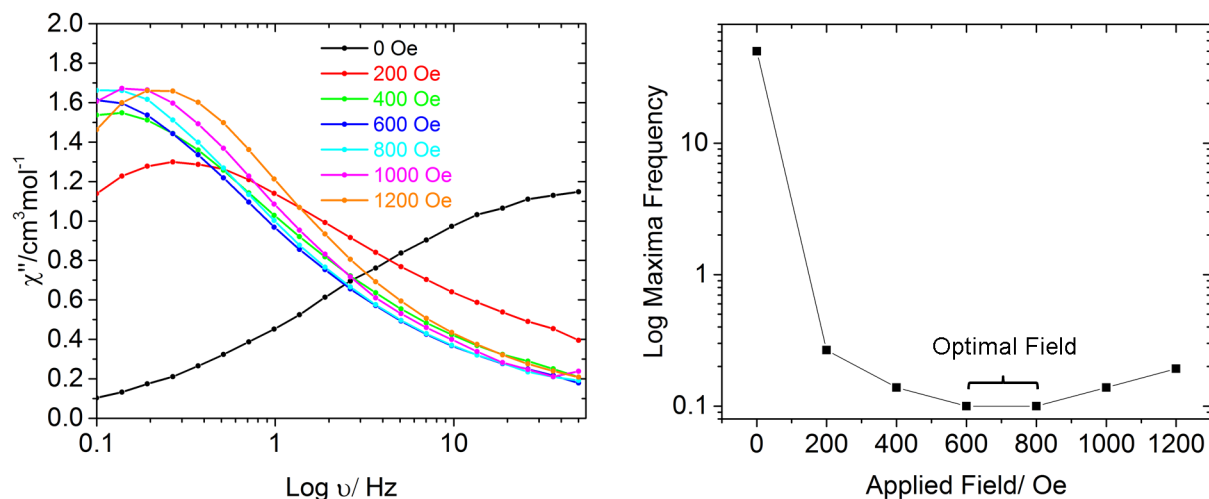 2.0
1.8
1.6
1.4
1.2
1.0
0.8
0.6
0.4
0.2
0.0
χ''/cm³mol⁻¹
0 Oe
200 Oe
400 Oe
600 Oe
800 Oe
1000 Oe
1200 Oe
0.1 1 10
Log υ/ Hz
Log Maxima Frequency
10
1
0.1
Optimal Field
0 200 400 600 800 1000 1200
Applied Field/ Oe